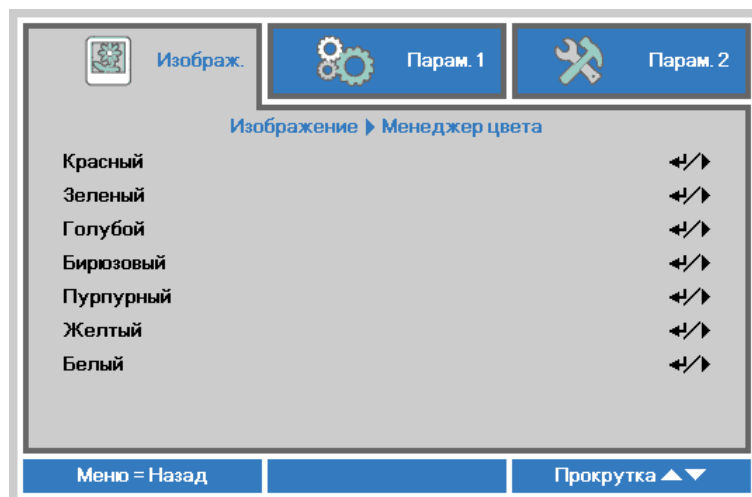 Изображ. Парам. 1 Парам. 2
Изображение ▶ Менеджер цвета
Красный ↵/▶
Зеленый ↵/▶
Голубой ↵/▶
Бирюзовый ↵/▶
Пурпурный ↵/▶
Желтый ↵/▶
Белый ↵/▶
Меню = Назад Прокрутка ▲▼